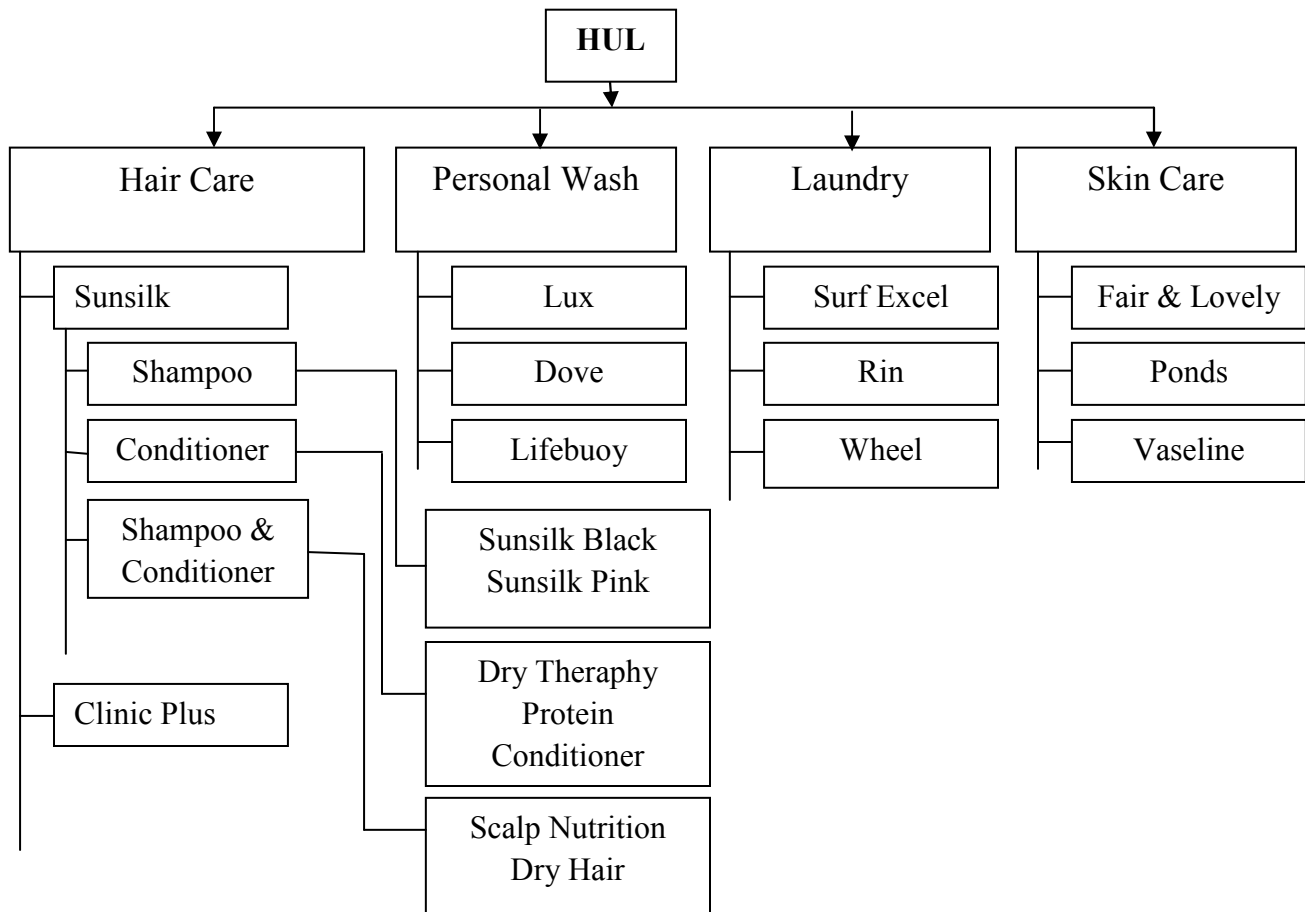 HUL
Hair Care
Personal Wash
Laundry
Skin Care
Sunsilk
Lux
Surf Excel
Fair & Lovely
Shampoo
Dove
Rin
Ponds
Conditioner
Lifebuoy
Wheel
Vaseline
Shampoo &
Conditioner
Sunsilk Black
Sunsilk Pink
Dry Theraphy
Protein
Conditioner
Clinic Plus
Scalp Nutrition
Dry Hair